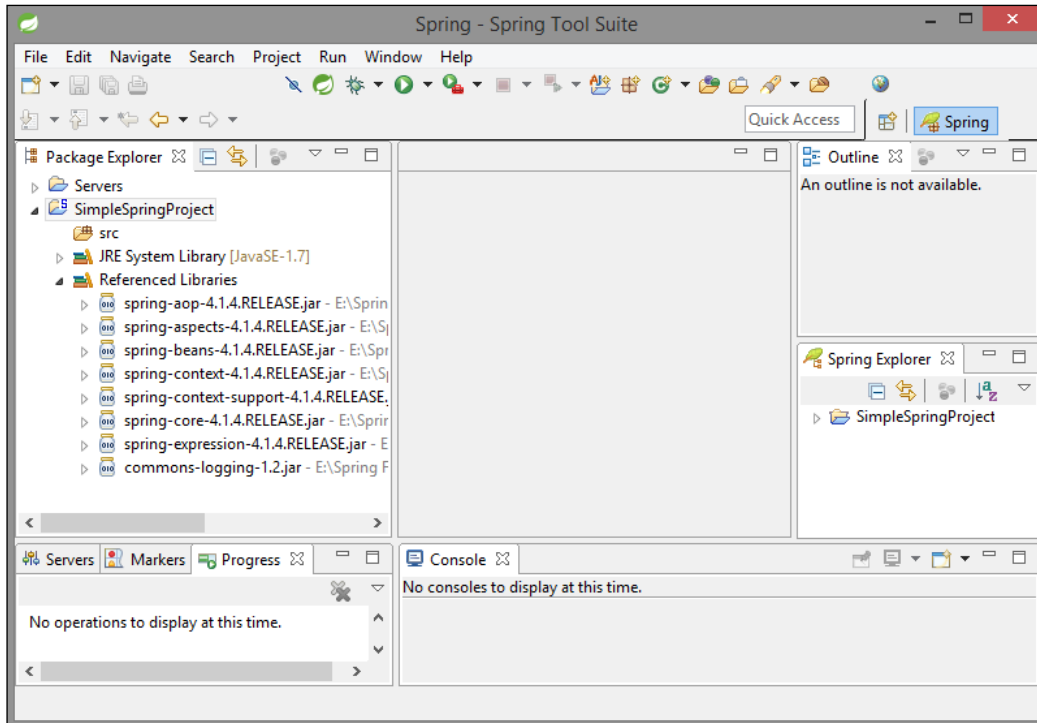 Spring - Spring Tool Suite
File Edit Navigate Search Project Run Window Help
Quick Access
Spring
Package Explorer
Servers
SimpleSpringProject
src
JRE System Library [JavaSE-1.7]
Referenced Libraries
spring-aop-4.1.4.RELEASE.jar - E:\Sprin
spring-aspects-4.1.4.RELEASE.jar - E:\S
spring-beans-4.1.4.RELEASE.jar - E:\Spr
spring-context-4.1.4.RELEASE.jar - E:\S
spring-context-support-4.1.4.RELEASE.
spring-core-4.1.4.RELEASE.jar - E:\Sprin
spring-expression-4.1.4.RELEASE.jar - E
commons-logging-1.2.jar - E:\Spring F
Outline
An outline is not available.
Spring Explorer
SimpleSpringProject
Servers Markers Progress
No operations to display at this time.
Console
No consoles to display at this time.